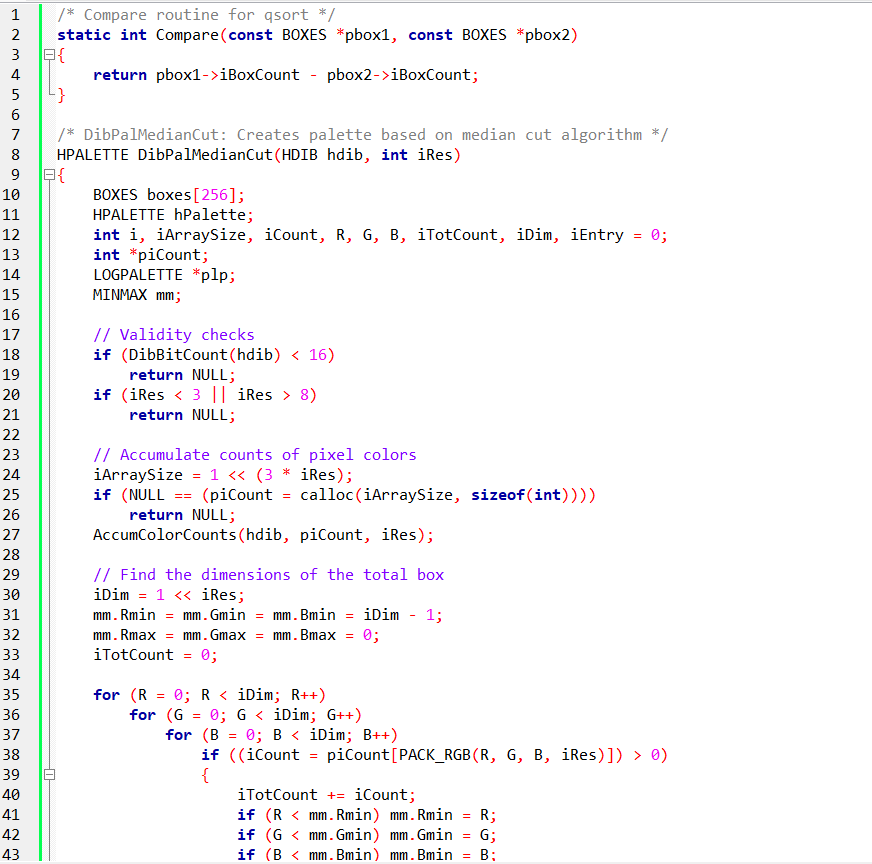 1 /* Compare routine for qsort */
2 static int Compare(const BOXES *pbox1, const BOXES *pbox2)
3 {
4 return pbox1->iBoxCount - pbox2->iBoxCount;
5 }
6
7 /* DibPalMedianCut: Creates palette based on median cut algorithm */
8 HPALETTE DibPalMedianCut(HDIB hdib, int iRes)
9 {
10 BOXES boxes[256];
11 HPALETTE hPalette;
12 int i, iArraySize, iCount, R, G, B, iTotCount, iDim, iEntry = 0;
13 int *piCount;
14 LOGPALETTE *plp;
15 MINMAX mm;
16
17 // Validity checks
18 if (DibBitCount(hdib) < 16)
19 return NULL;
20 if (iRes < 3 || iRes > 8)
21 return NULL;
22
23 // Accumulate counts of pixel colors
24 iArraySize = 1 << (3 * iRes);
25 if (NULL == (piCount = calloc(iArraySize, sizeof(int))))
26 return NULL;
27 AccumColorCounts(hdib, piCount, iRes);
28
29 // Find the dimensions of the total box
30 iDim = 1 << iRes;
31 mm.Rmin = mm.Gmin = mm.Bmin = iDim - 1;
32 mm.Rmax = mm.Gmax = mm.Bmax = 0;
33 iTotCount = 0;
34
35 for (R = 0; R < iDim; R++)
36 for (G = 0; G < iDim; G++)
37 for (B = 0; B < iDim; B++)
38 if ((iCount = piCount[PACK_RGB(R, G, B, iRes)]) > 0)
39 {
40 iTotCount += iCount;
41 if (R < mm.Rmin) mm.Rmin = R;
42 if (G < mm.Gmin) mm.Gmin = G;
43 if (B < mm.Bmin) mm.Bmin = B;